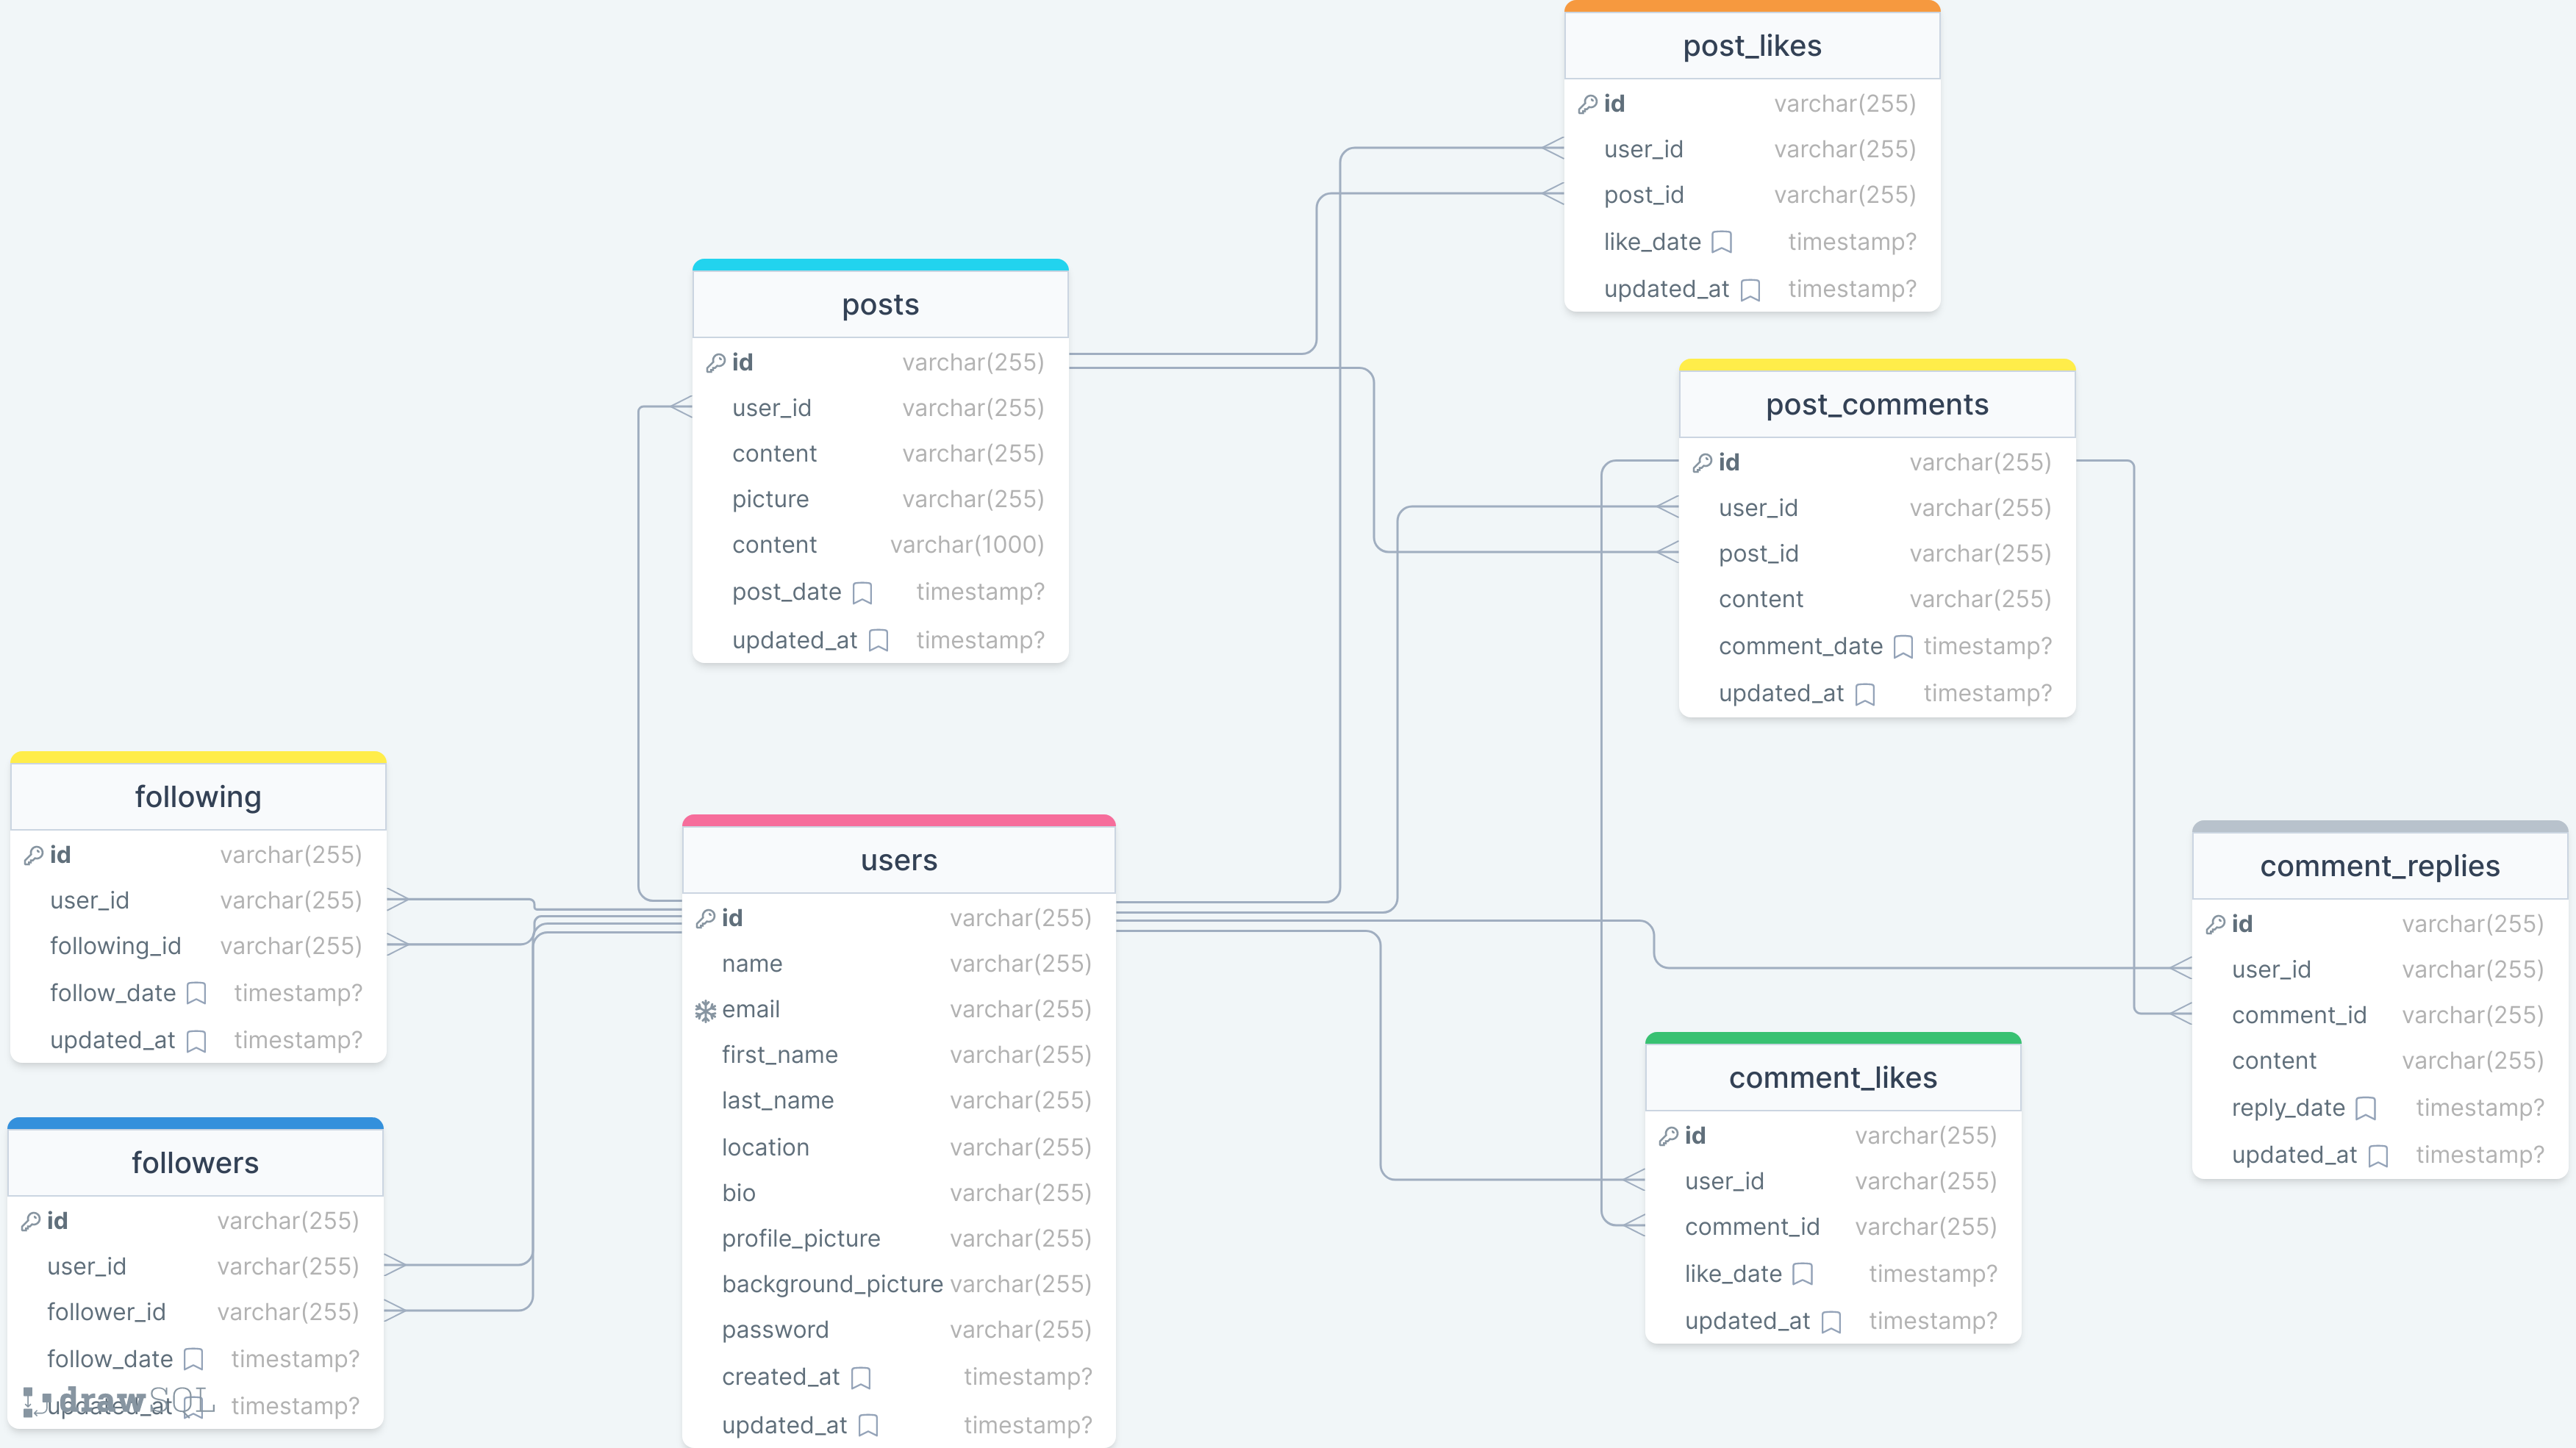 post_likes
id varchar(255)
user_id varchar(255)
post_id varchar(255)
like_date timestamp?
updated_at timestamp?
posts
id varchar(255)
user_id varchar(255)
content varchar(255)
picture varchar(255)
content varchar(1000)
post_date timestamp?
updated_at timestamp?
post_comments
id varchar(255)
user_id varchar(255)
post_id varchar(255)
content varchar(255)
comment_date timestamp?
updated_at timestamp?
following
id varchar(255)
user_id varchar(255)
following_id varchar(255)
follow_date timestamp?
updated_at timestamp?
users
id varchar(255)
name varchar(255)
email varchar(255)
first_name varchar(255)
last_name varchar(255)
location varchar(255)
bio varchar(255)
profile_picture varchar(255)
background_picture varchar(255)
password varchar(255)
created_at timestamp?
updated_at timestamp?
comment_replies
id varchar(255)
user_id varchar(255)
comment_id varchar(255)
content varchar(255)
reply_date timestamp?
updated_at timestamp?
comment_likes
id varchar(255)
user_id varchar(255)
comment_id varchar(255)
like_date timestamp?
updated_at timestamp?
followers
id varchar(255)
user_id varchar(255)
follower_id varchar(255)
follow_date timestamp?
updated_at timestamp?
drawSQL